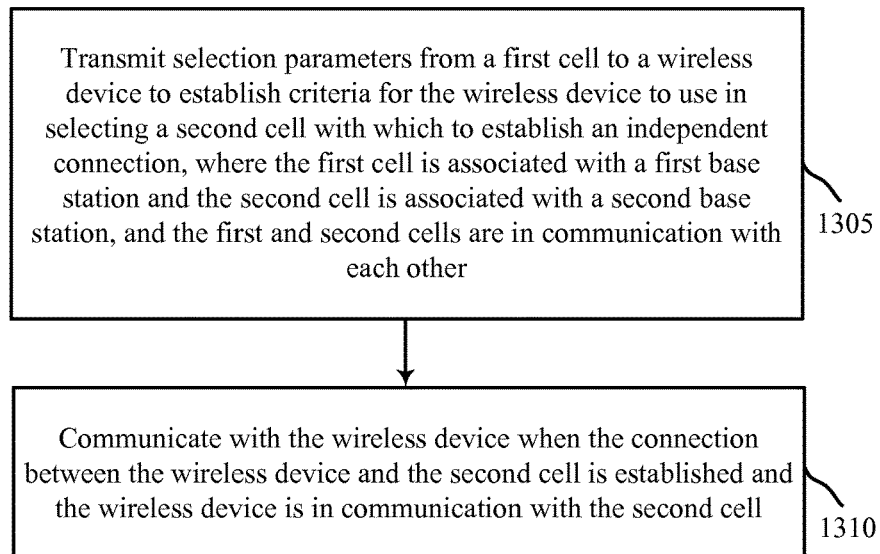 Transmit selection parameters from a first cell to a wireless
device to establish criteria for the wireless device to use in
selecting a second cell with which to establish an independent
connection, where the first cell is associated with a first base
station and the second cell is associated with a second base
station, and the first and second cells are in communication with
each other
1305
Communicate with the wireless device when the connection
between the wireless device and the second cell is established and
the wireless device is in communication with the second cell
1310